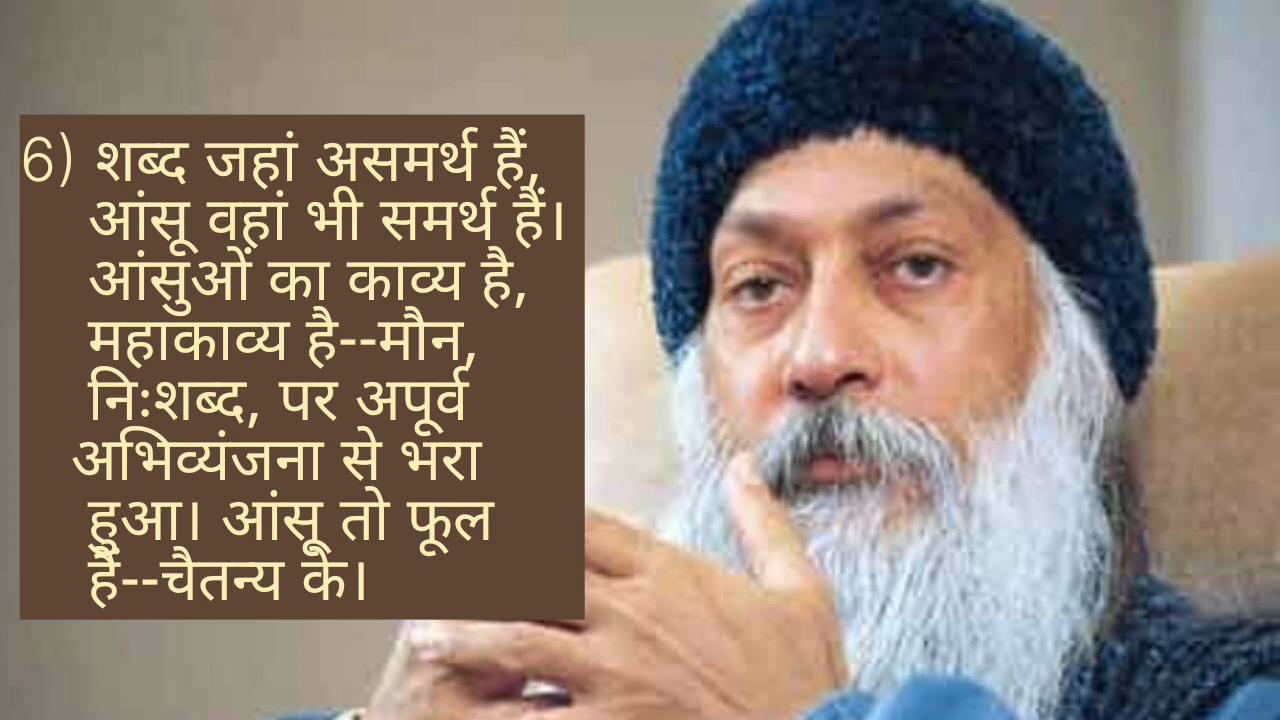 6) शब्द जहां असमर्थ हैं,
आंसू वहां भी समर्थ हैं।
आंसुओं का काव्य है,
महाकाव्य है--मौन,
निःशब्द, पर अपूर्व
अभिव्यंजना से भरा
हुआ। आंसू तो फूल
हैं--चैतन्य के।